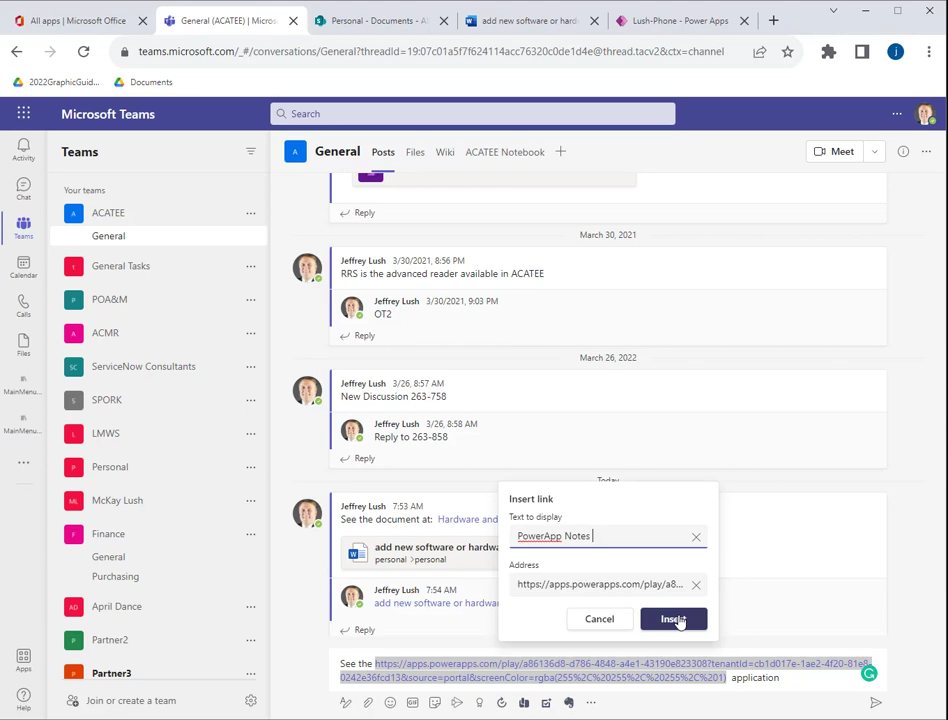 All apps | Microsoft Office
General (ACATEE) | Micros
Personal - Documents - A
add new software or hard
Lush-Phone - Power Apps
teams.microsoft.com/_#/conversations/General?threadId=19:07c01a5f7f624114acc76320c0de1d4e@thread.tacv2&ctx=channel
j
2022GraphicGuid...
Documents
Microsoft Teams
Search
Activity
Chat
Teams
Calendar
Calls
Files
MainMenu...
MainMenu...
Apps
Help
Teams
Your teams
A ACATEE
General
T General Tasks
P POA&M
A ACMR
SC ServiceNow Consultants
S SPORK
L LMWS
P Personal
ML McKay Lush
F Finance
General
Purchasing
AD April Dance
P Partner2
P Partner3
Join or create a team
A General Posts Files Wiki ACATEE Notebook
Meet
Reply
March 30, 2021
Jeffrey Lush 3/30/2021, 8:56 PM
RRS is the advanced reader available in ACATEE
Jeffrey Lush 3/30/2021, 9:03 PM
OT2
Reply
March 26, 2022
Jeffrey Lush 3/26, 8:57 AM
New Discussion 263-758
Jeffrey Lush 3/26, 8:58 AM
Reply to 263-858
Reply
Today
Jeffrey Lush 7:53 AM
See the document at: Hardware and
add new software or hardwa
personal > personal
Jeffrey Lush 7:54 AM
add new software or hardwa
Reply
Insert link
Text to display
PowerApp Notes
Address
https://apps.powerapps.com/play/a8...
Cancel
Insert
See the https://apps.powerapps.com/play/a86136d8-d786-4848-a4e1-43190e823308?tenantId=cb1d017e-1ae2-4f20-81e8-
0242e36fcd13&source=portal&screenColor=rgba(255%2C%20255%2C%20255%2C%201) application